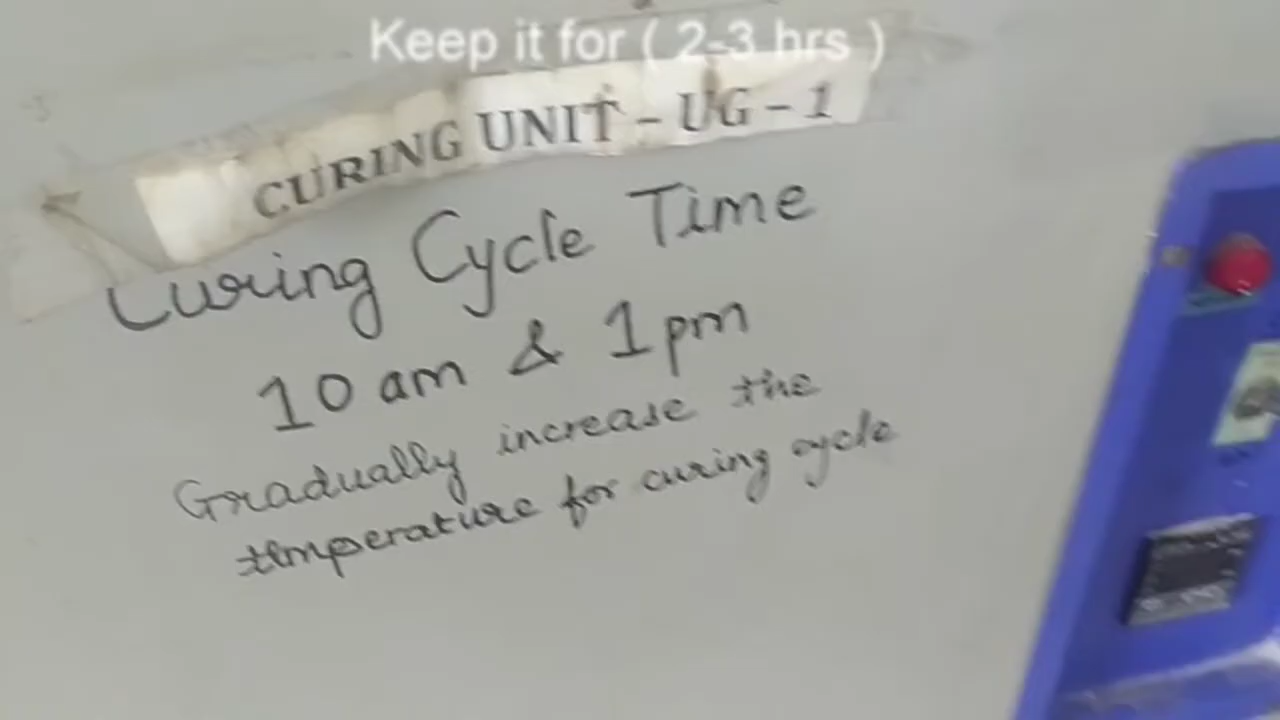 Keep it for ( 2-3 hrs )
CURING UNIT - UG - 1
Curing Cycle Time
10 am & 1 pm
Gradually increase the
temperature for curing cycle